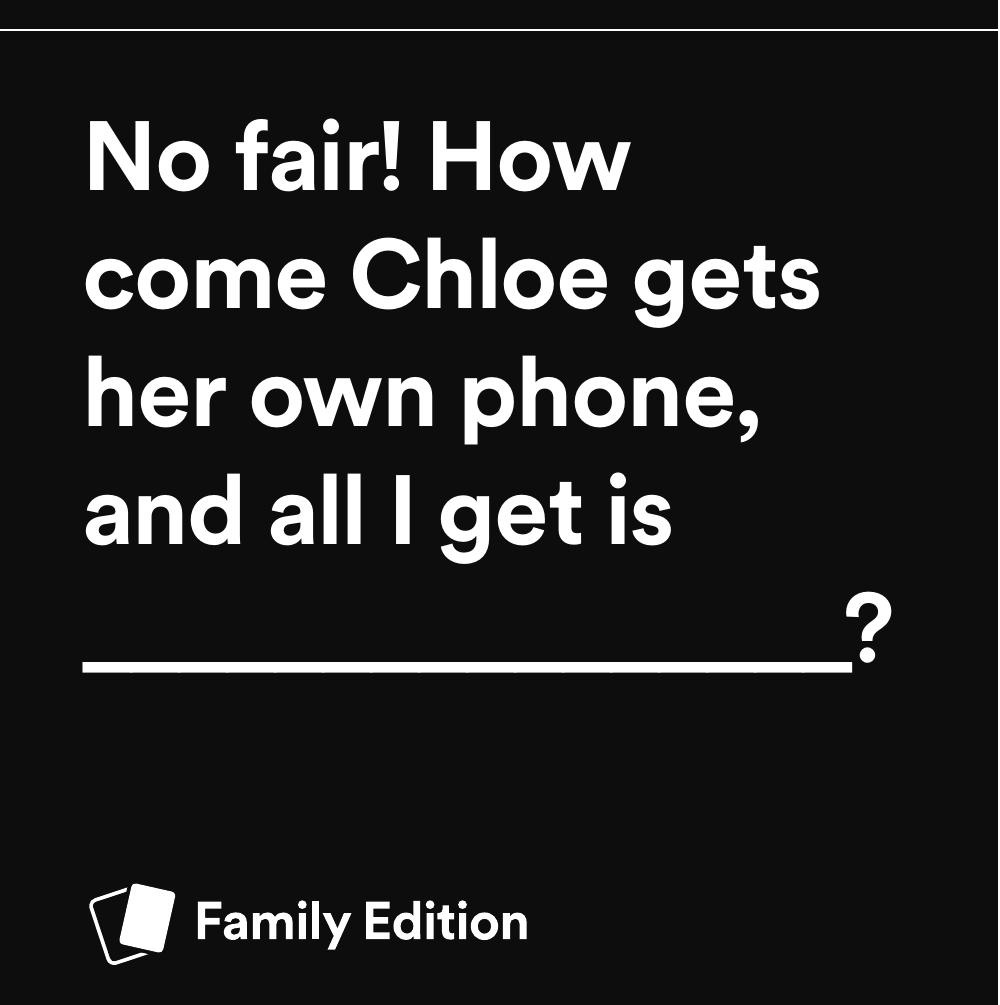 No fair! How
come Chloe gets
her own phone,
and all I get is
________________?
Family Edition